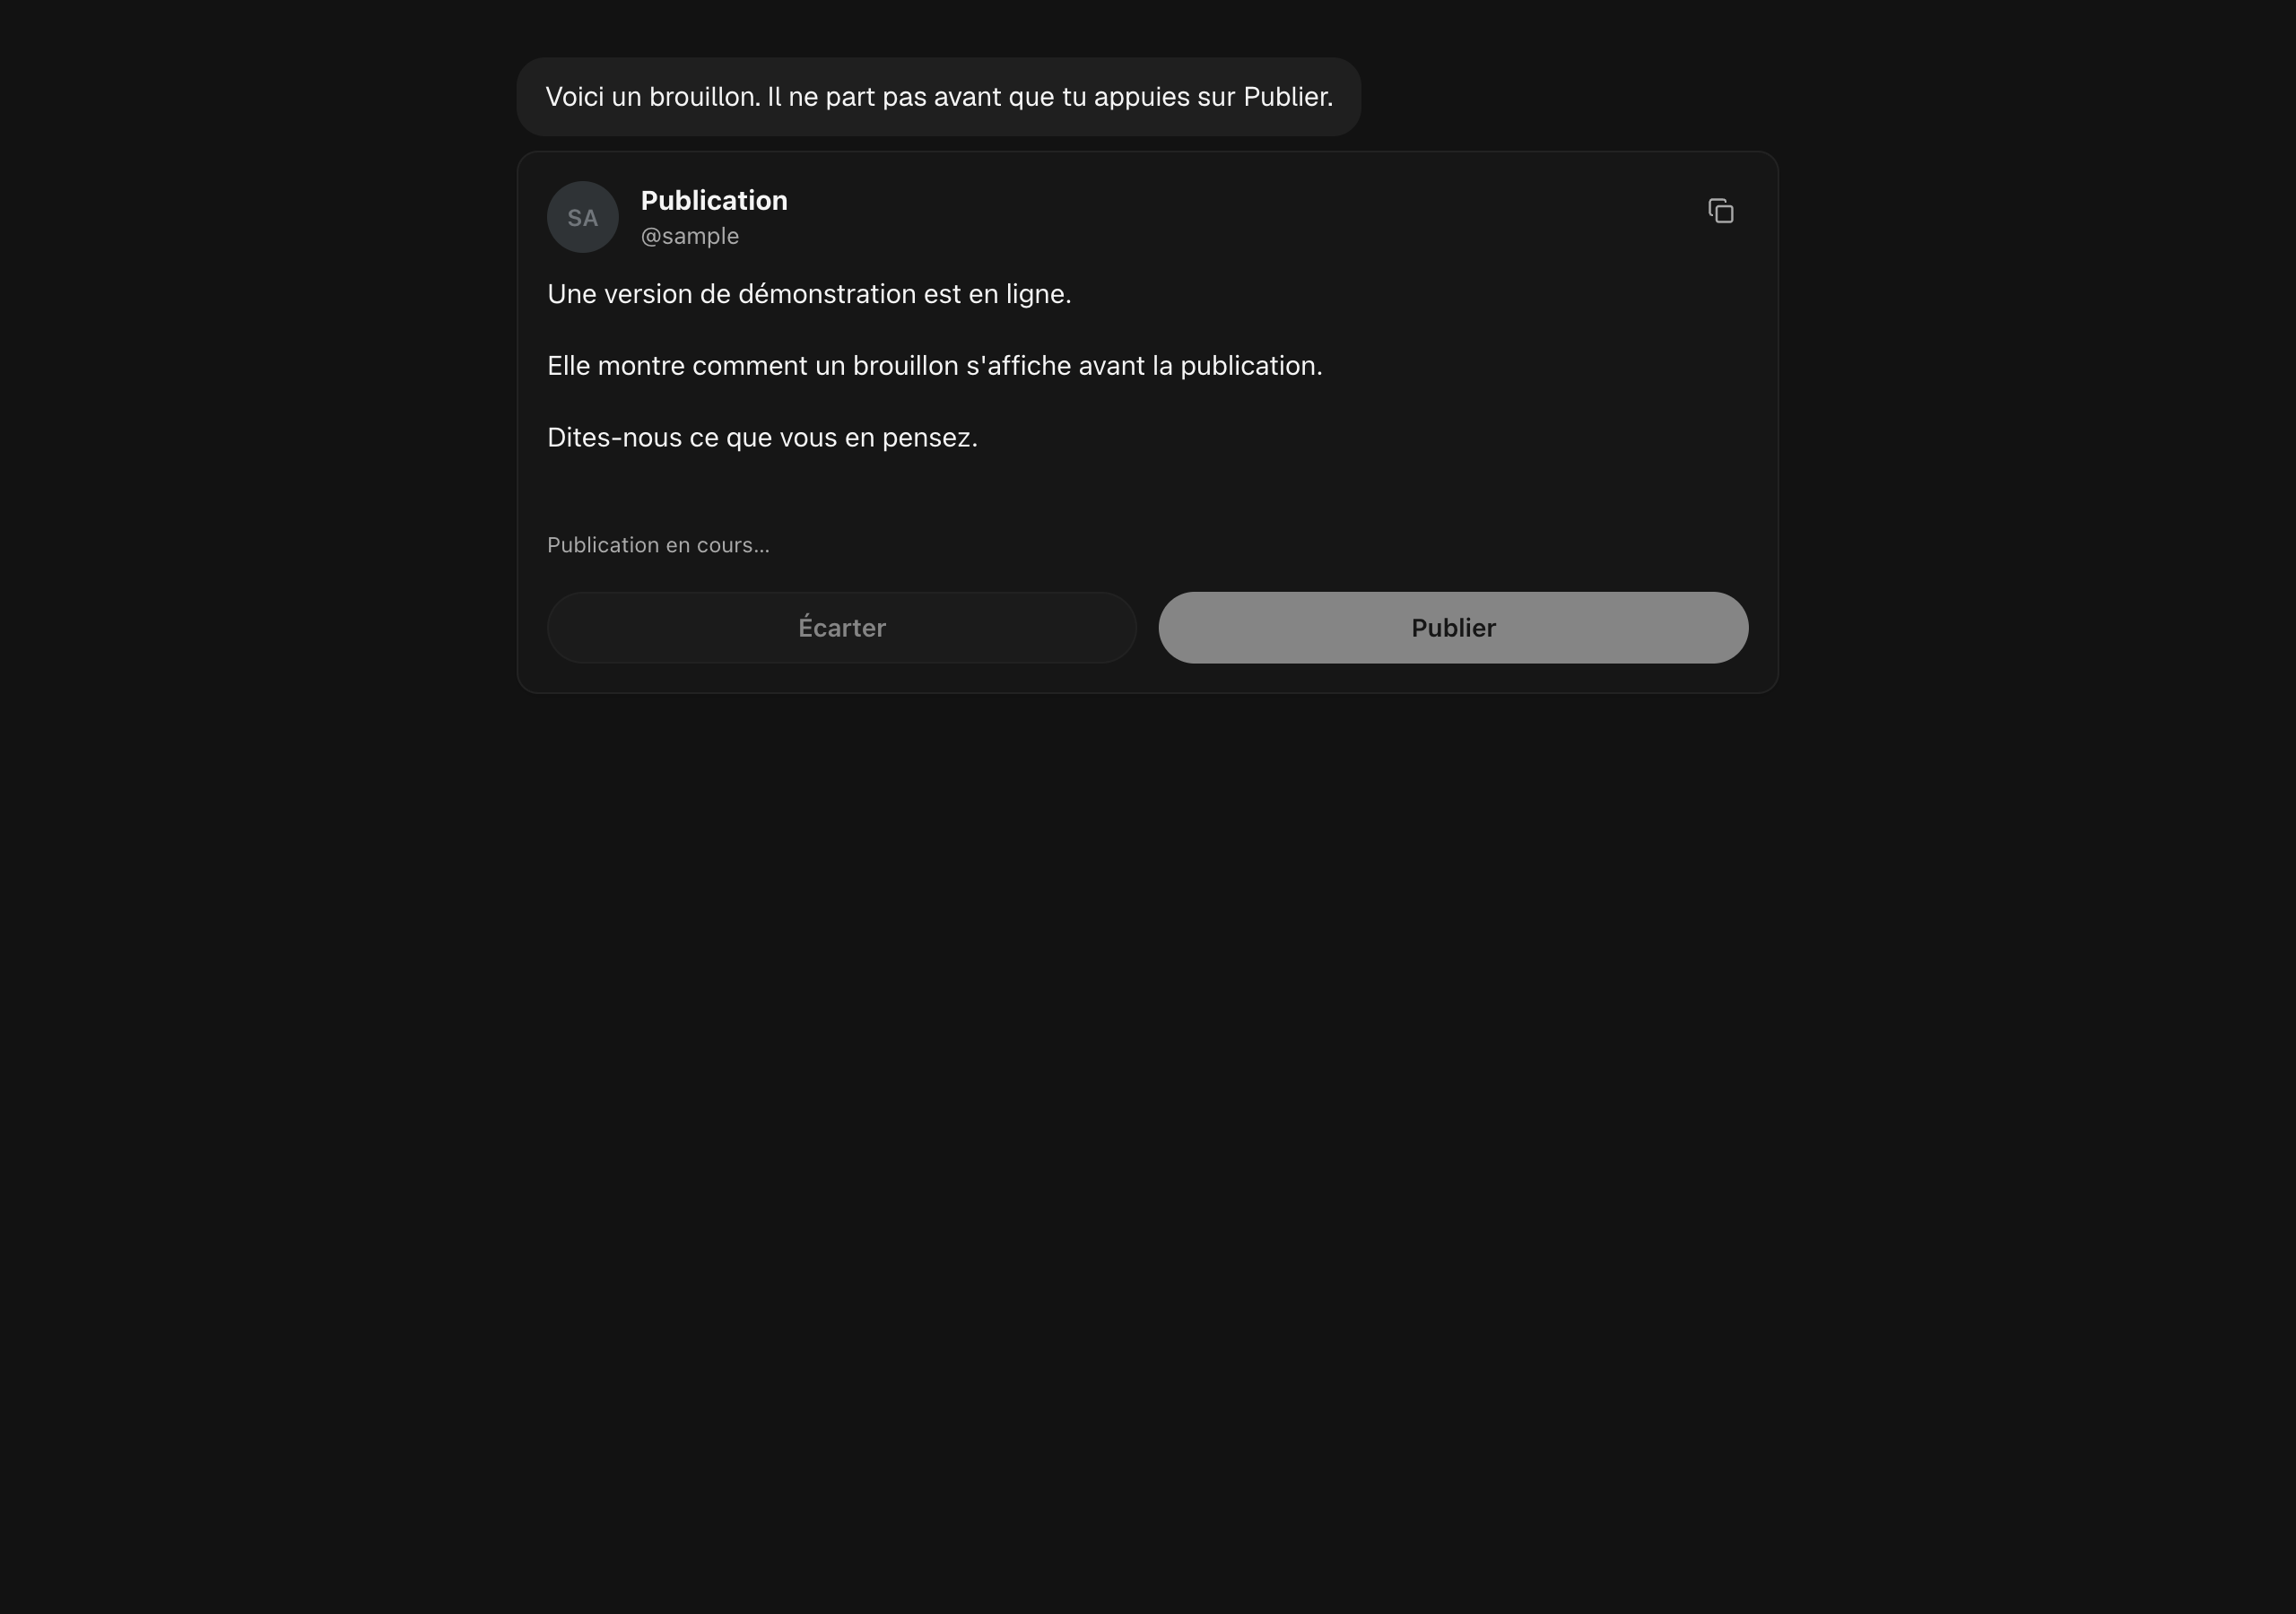 Voici un brouillon. Il ne part pas avant que tu appuies sur Publier.
SA
Publication
@sample
Une version de démonstration est en ligne.
Elle montre comment un brouillon s'affiche avant la publication.
Dites-nous ce que vous en pensez.
Publication en cours…
Écarter
Publier